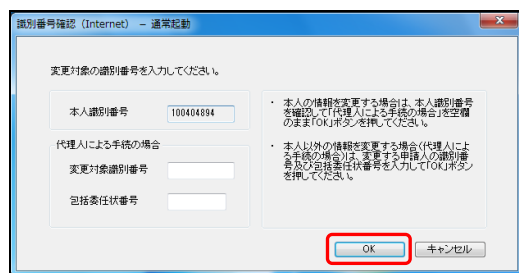 識別番号確認（Internet） － 通常起動
変更対象の識別番号を入力してください。
本人識別番号
100404894
代理人による手続の場合
変更対象識別番号
包括委任状番号
・ 本人の情報を変更する場合は、本人識別番号
を確認して「代理人による手続の場合」を空欄
のまま「OK」ボタンを押してください。
・ 本人以外の情報を変更する場合（代理人によ
る手続の場合）は、変更する申請人の識別番
号及び包括委任状番号を入力して「OK」ボタン
を押してください。
OK
キャンセル